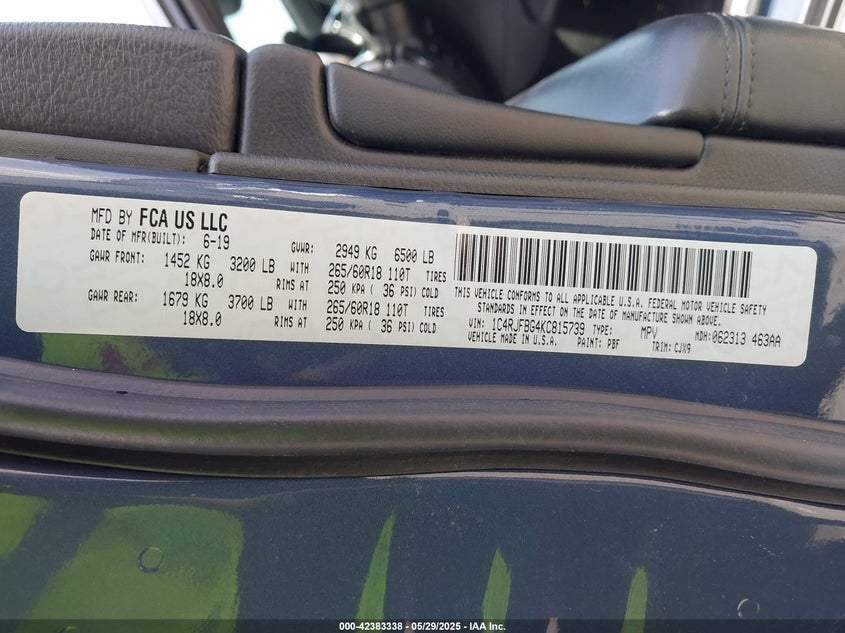 MFD BY FCA US LLC
DATE OF MFR(BUILT): 6-19 GVWR: 2949 KG 6500 LB
GAWR FRONT: 1452 KG 3200 LB WITH 265/60R18 110T TIRES
18X8.0 RIMS AT 250 KPA ( 36 PSI) COLD
GAWR REAR: 1679 KG 3700 LB WITH 265/60R18 110T TIRES
18X8.0 RIMS AT 250 KPA ( 36 PSI) COLD
THIS VEHICLE CONFORMS TO ALL APPLICABLE U.S.A. FEDERAL MOTOR VEHICLE SAFETY
STANDARDS IN EFFECT ON THE DATE OF MANUFACTURE SHOWN ABOVE.
VIN: 1C4RJFBG4KC815739 TYPE: MPV MDH: 062313 463AA
VEHICLE MADE IN U.S.A. PAINT: PBF TRIM: CJX9
000-42383338 - 05/29/2025 - IAA Inc.